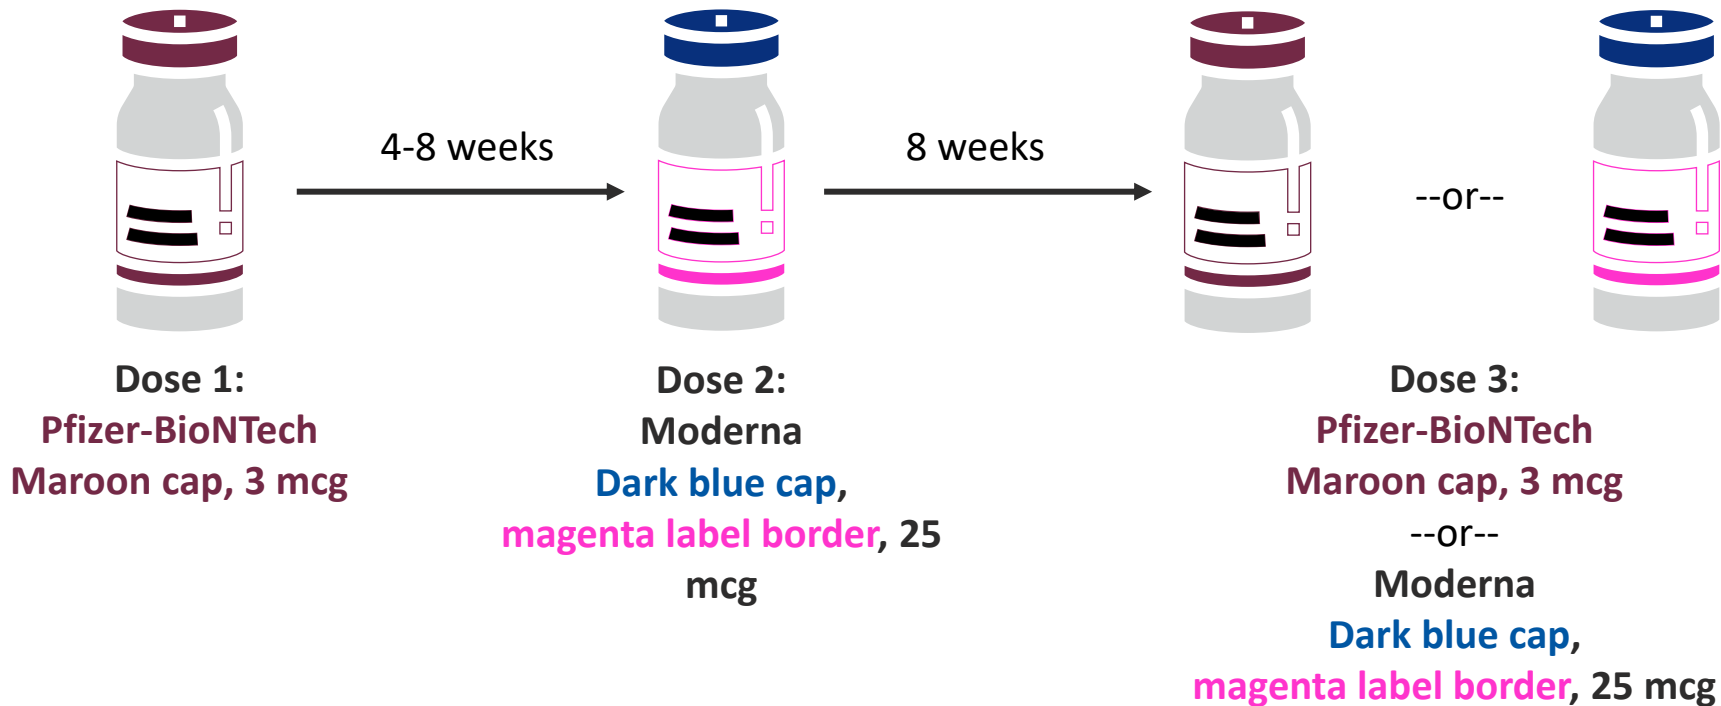 4-8 weeks
8 weeks
--or--
Dose 1:
Pfizer-BioNTech
Maroon cap, 3 mcg
Dose 2:
Moderna
Dark blue cap,
magenta label border, 25
mcg
Dose 3:
Pfizer-BioNTech
Maroon cap, 3 mcg
--or--
Moderna
Dark blue cap,
magenta label border, 25 mcg